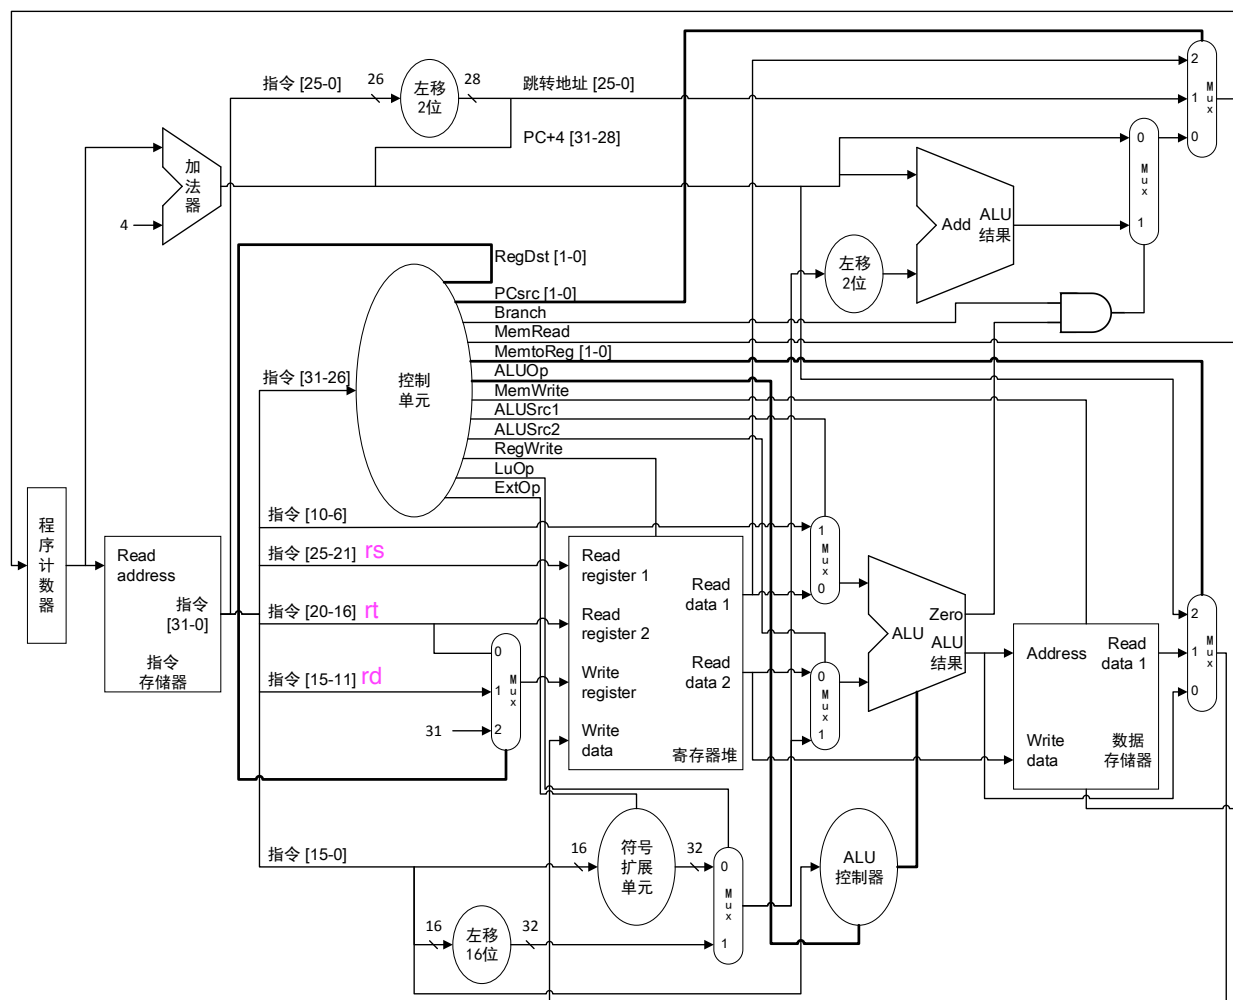 2
指令 [25-0]
26
左移
2位
28
跳转地址 [25-0]
1
Mux
0
PC+4 [31-28]
加法器
4
0
Mux
1
Add
ALU
结果
左移
2位
RegDst [1-0]
PCsrc [1-0]
Branch
MemRead
MemtoReg [1-0]
ALUOp
MemWrite
ALUSrc1
ALUSrc2
RegWrite
LuOp
ExtOp
指令 [31-26]
控制
单元
指令 [10-6]
指令 [25-21] rs
指令 [20-16] rt
指令 [15-11] rd
31
程序计数器
Read
address
指令
[31-0]
指令
存储器
0
1
Mux
2
Read
register 1
Read
register 2
Write
register
Write
data
Read
data 1
Read
data 2
寄存器堆
1
Mux
0
0
Mux
1
Zero
ALU
ALU
结果
Address
Read
data 1
Write
data
数据
存储器
2
1
Mux
0
指令 [15-0]
16
符号
扩展
单元
32
0
Mux
1
16
左移
16位
32
ALU
控制器